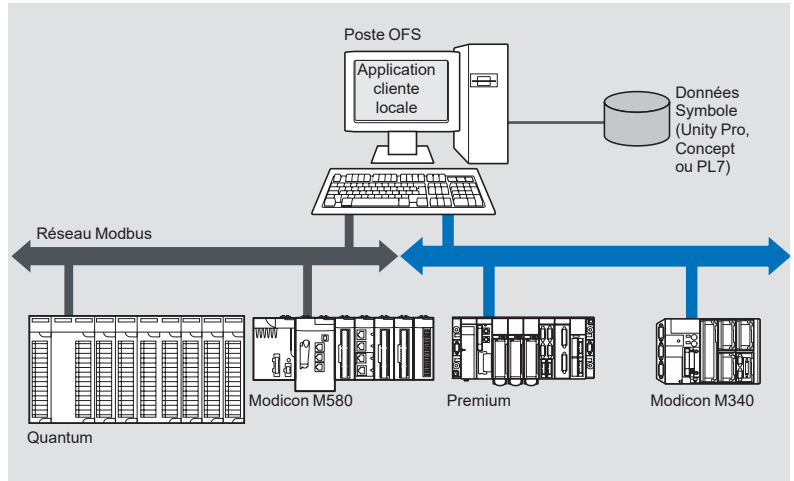 Poste OFS
Application
cliente
locale
Données
Symbole
(Unity Pro,
Concept
ou PL7)
Réseau Modbus
Modicon M580
Premium
Modicon M340
Quantum